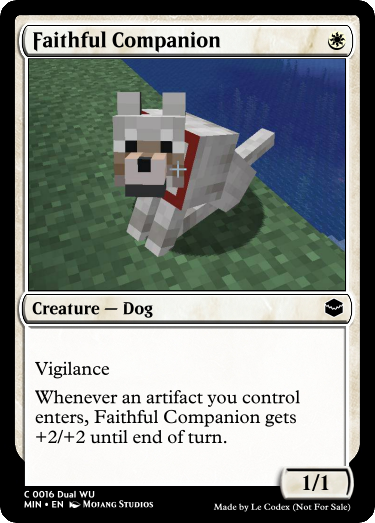 Faithful Companion
Creature — Dog
Vigilance
Whenever an artifact you control
enters, Faithful Companion gets
+2/+2 until end of turn.
1/1
C 0016 Dual WU
MIN • EN Mojang Studios
Made by Le Codex (Not For Sale)